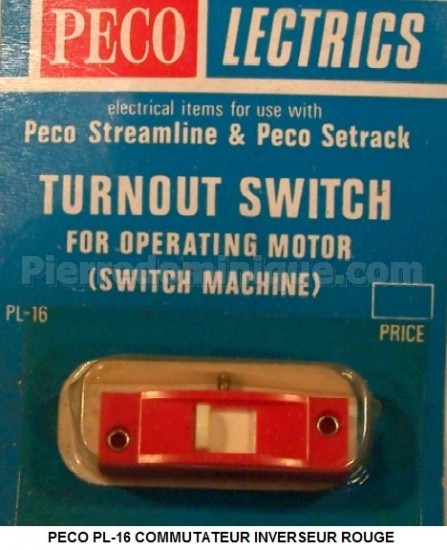 PECO LECTRICS
electrical items for use with
Peco Streamline & Peco Setrack
TURNOUT SWITCH
FOR OPERATING MOTOR
Pierredominique.com
(SWITCH MACHINE)
PL-16
PRICE
PECO PL-16 COMMUTATEUR INVERSEUR ROUGE